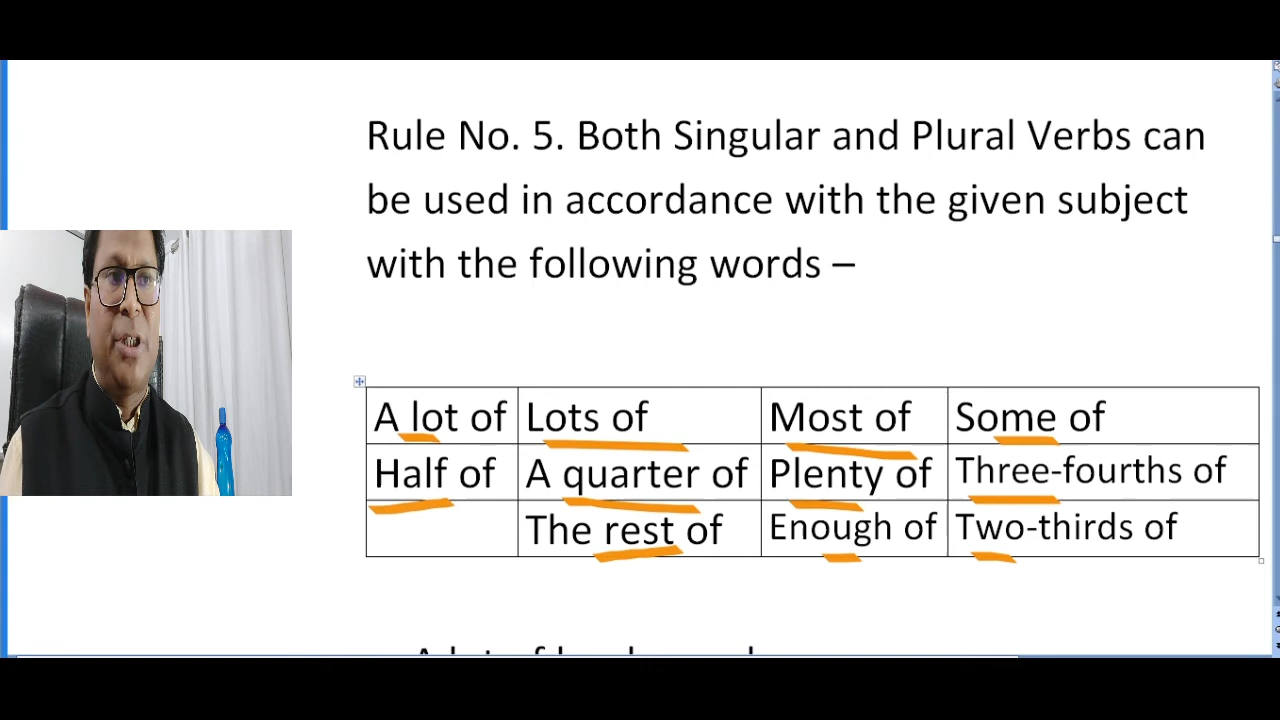 Rule No. 5. Both Singular and Plural Verbs can
be used in accordance with the given subject
with the following words –
A lot of Lots of Most of Some of
Half of A quarter of Plenty of Three-fourths of
The rest of Enough of Two-thirds of